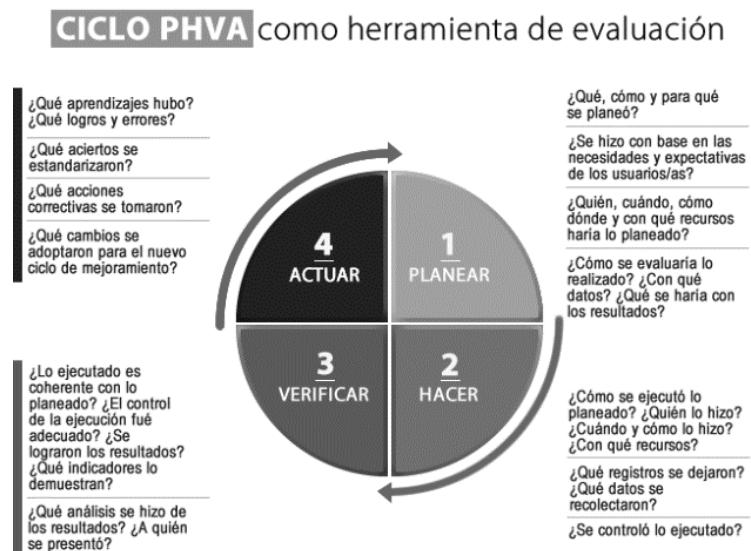 CICLO PHVA como herramienta de evaluación
¿Qué aprendizajes hubo?
¿Qué logros y errores?
¿Qué aciertos se
estandarizaron?
¿Qué acciones
correctivas se tomaron?
¿Qué cambios se
adoptaron para el nuevo
ciclo de mejoramiento?
¿Qué, cómo y para qué
se planeó?
¿Se hizo con base en las
necesidades y expectativas
de los usuarios/as?
¿Quién, cuándo, cómo
dónde y con qué recursos
haría lo planeado?
¿Cómo se evaluaría lo
realizado? ¿Con qué
datos? ¿Qué se haría con
los resultados?
4
ACTUAR
1
PLANEAR
3
VERIFICAR
2
HACER
¿Lo ejecutado es
coherente con lo
planeado? ¿El control
de la ejecución fué
adecuado? ¿Se
lograron los resultados?
¿Qué indicadores lo
demuestran?
¿Qué análisis se hizo de
los resultados? ¿A quién
se presentó?
¿Cómo se ejecutó lo
planeado? ¿Quién lo hizo?
¿Cuándo y cómo lo hizo?
¿Con qué recursos?
¿Qué registros se dejaron?
¿Qué datos se
recolectaron?
¿Se controló lo ejecutado?